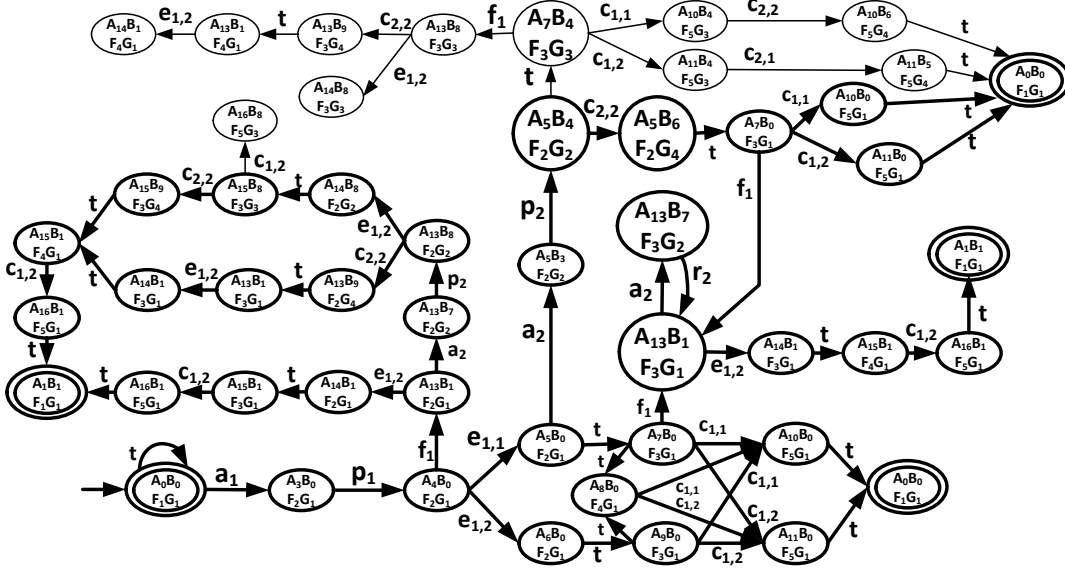 e1,2 t c2,2 f1 c1,1 c2,2
A14B1 A13B1 A13B9 A13B8 A7B4 A10B4 A10B6
F4G1 F4G1 F3G4 F3G3 F3G3 F5G3 F5G4 t
e1,2 c1,2 c2,1
A14B8 A11B4 A11B5 t A0B0
F3G3 t F5G3 F5G4 F1G1
A16B8 c1,1 A10B0
F5G3 A5B4 c2,2 A5B6 A7B0 F5G1 t
F2G2 F2G4 t F3G1
c1,2 c1,2 A11B0 t
F5G1
A15B9 c2,2 A15B8 t A14B8
F3G4 F3G3 F2G2 f1
t p2 A13B7
e1,2 F3G2
A15B1 A13B8 A1B1
F4G1 F2G2 A5B3 F1G1
c1,2 t A14B1 e1,2 A13B1 t A13B9 c2,2 F2G2
F3G1 F3G1 F2G4 p2 a2 r2
A16B1 A13B7 t
F5G1 F2G2 a2
t a2 A13B1 A14B1 t A15B1 c1,2 A16B1
F3G1 e1,2 F3G1 F4G1 F5G1
A1B1 t A16B1 c1,2 A15B1 t A14B1 e1,2 A13B1
F1G1 F5G1 F3G1 F2G1 F2G1
f1
f1 e1,1 A5B0 t A7B0 c1,1 A10B0
F2G1 F3G1 F5G1 t
t t
A0B0 a1 A3B0 p1 A4B0 A8B0 c1,1 c1,1 A0B0
F1G1 F2G1 F2G1 F4G1 c1,2 F1G1
e1,2 t c1,2 t
A6B0 A9B0 A11B0
F2G1 t F3G1 c1,2 F5G1